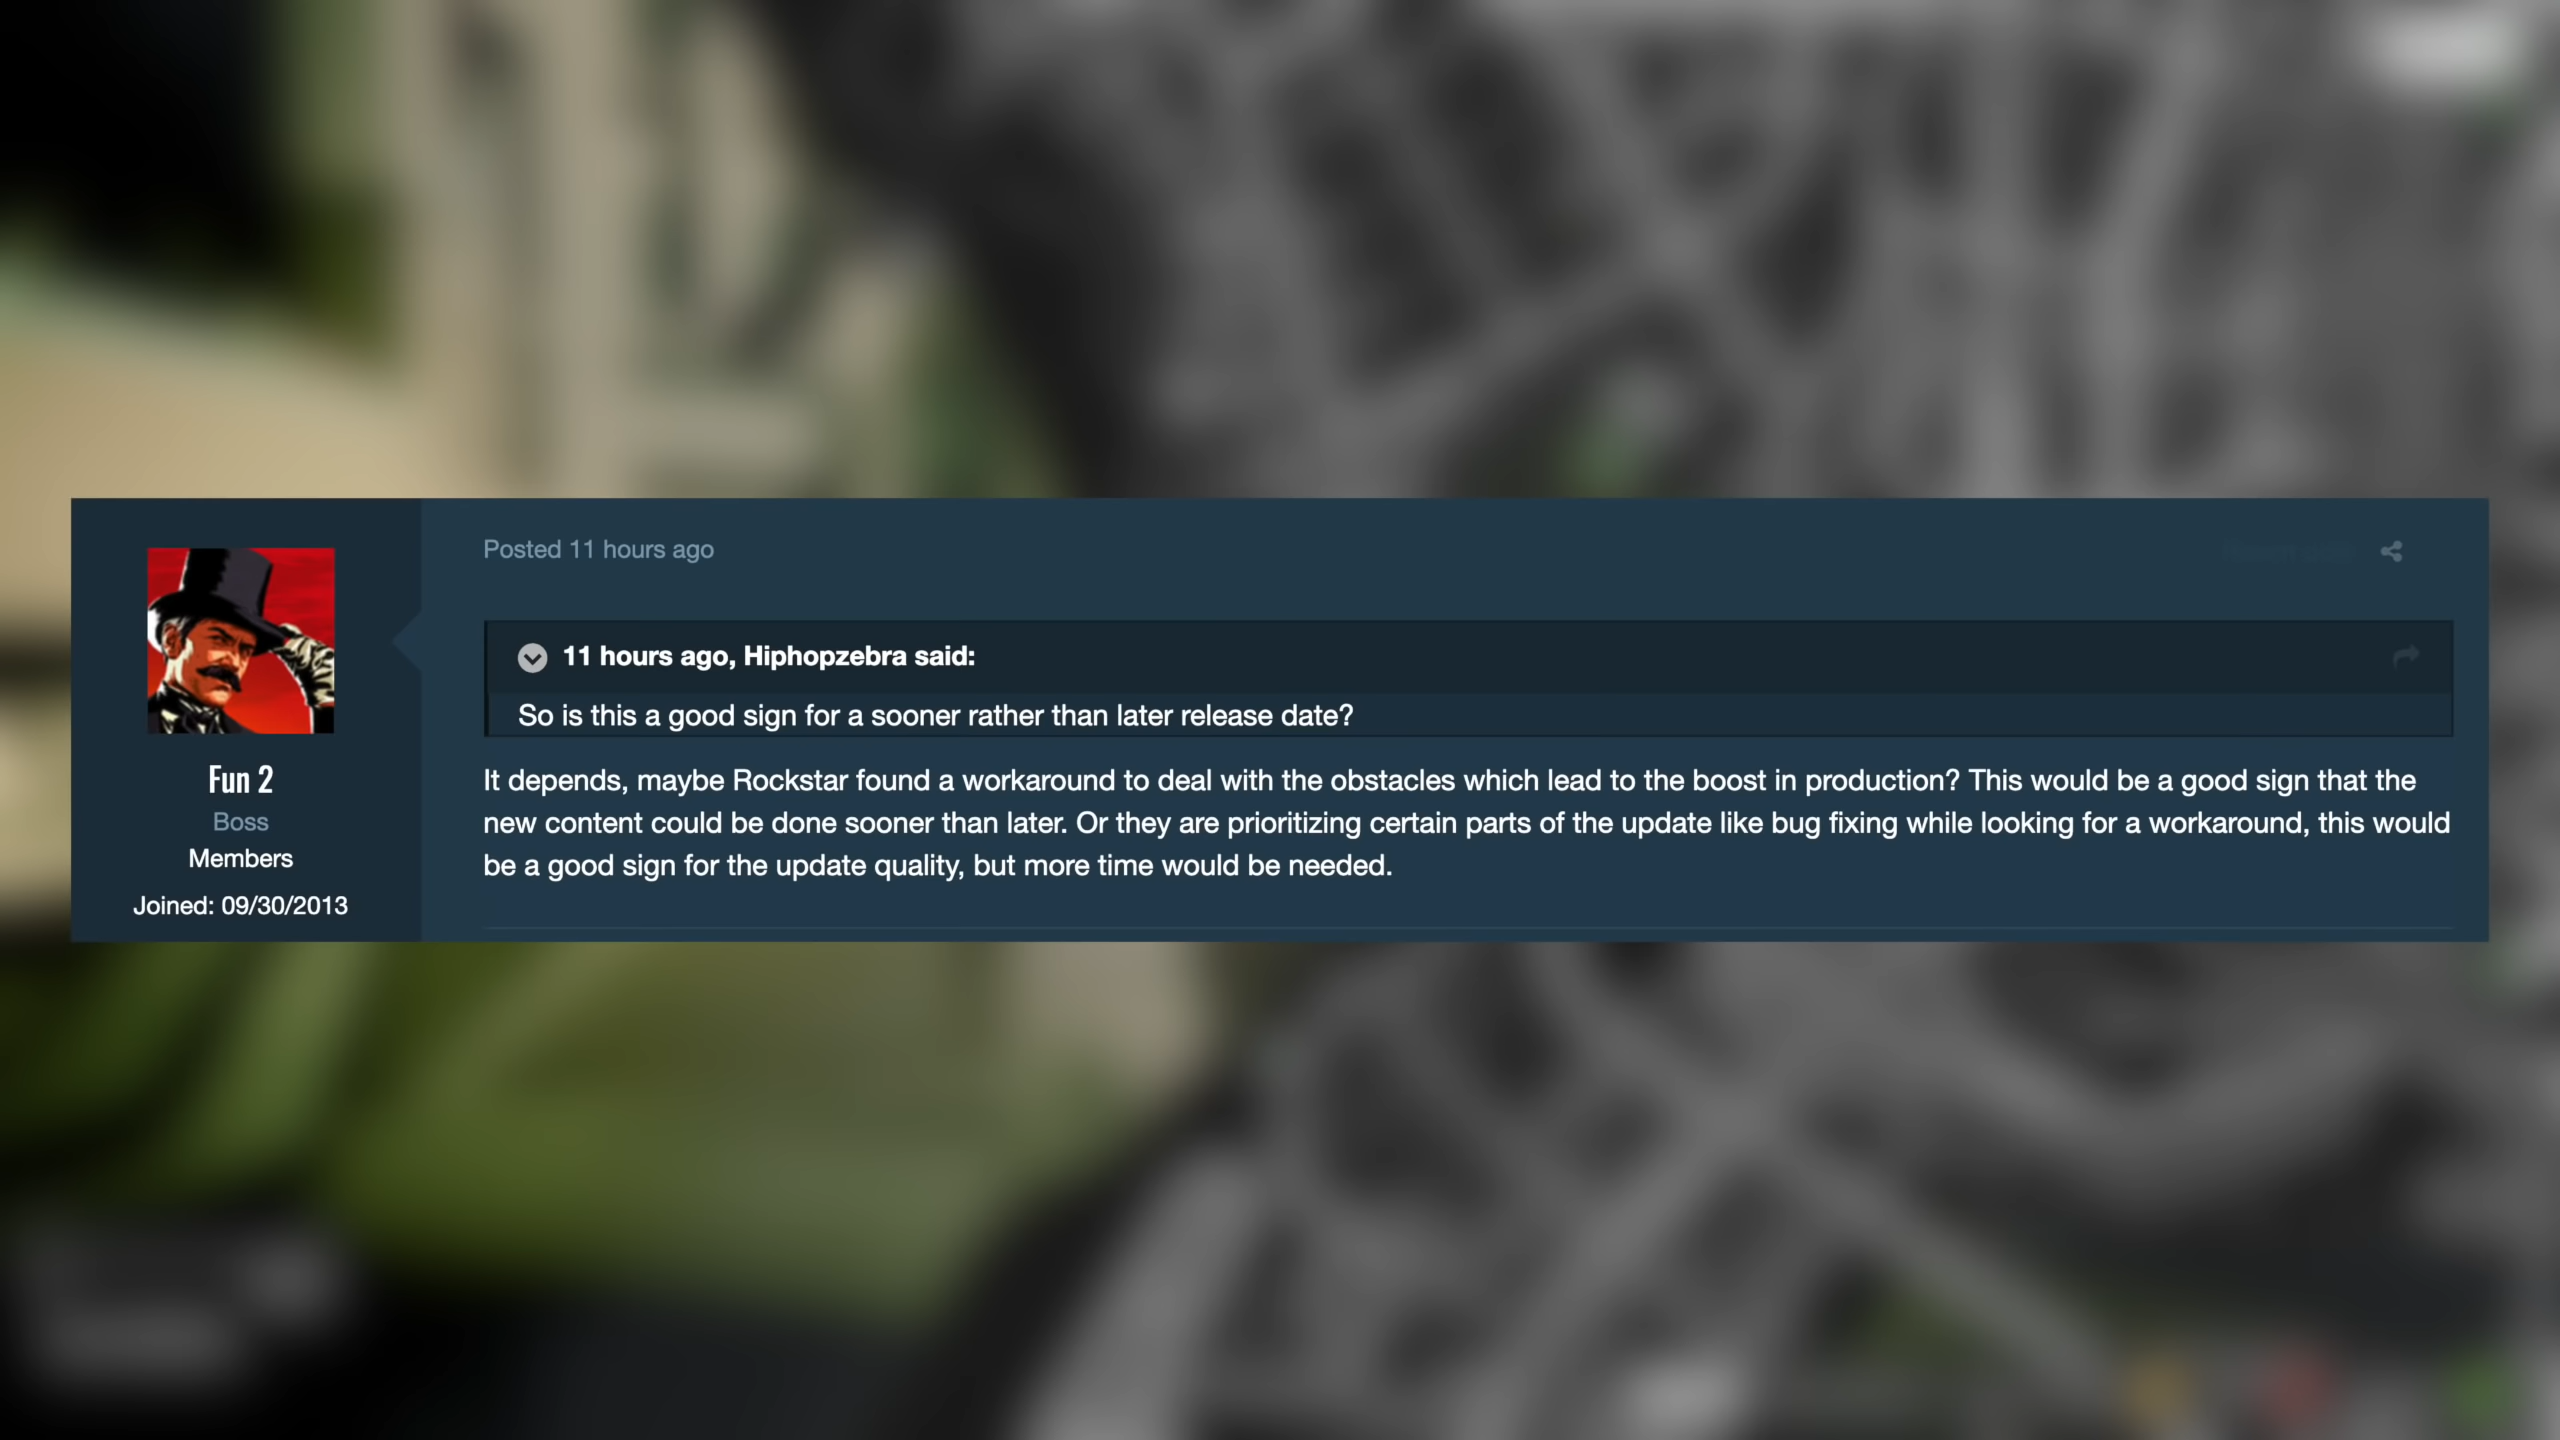 Posted 11 hours ago
11 hours ago, Hiphopzebra said:
So is this a good sign for a sooner rather than later release date?
Fun 2
Boss
Members
Joined: 09/30/2013
It depends, maybe Rockstar found a workaround to deal with the obstacles which lead to the boost in production? This would be a good sign that the
new content could be done sooner than later. Or they are prioritizing certain parts of the update like bug fixing while looking for a workaround, this would
be a good sign for the update quality, but more time would be needed.